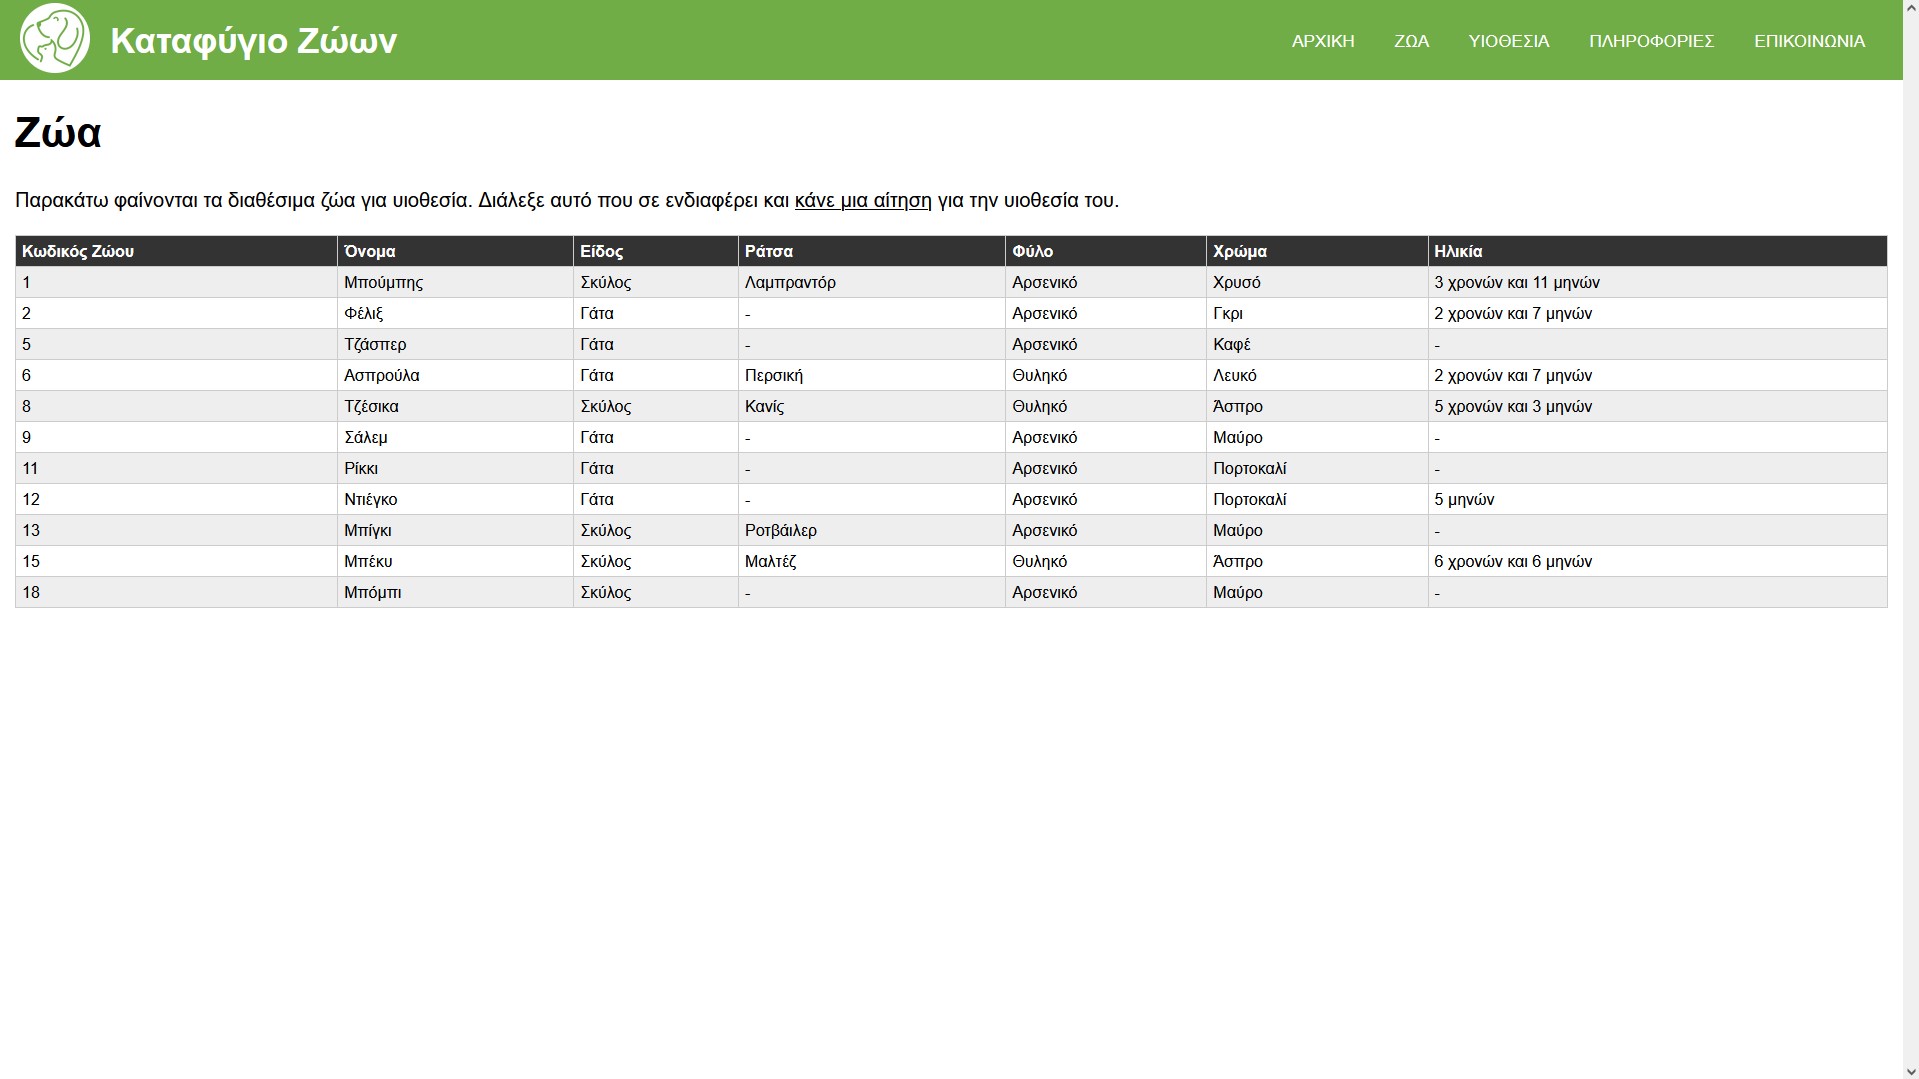 Καταφύγιο Ζώων
ΑΡΧΙΚΗ ΖΩΑ ΥΙΟΘΕΣΙΑ ΠΛΗΡΟΦΟΡΙΕΣ ΕΠΙΚΟΙΝΩΝΙΑ
Ζώα
Παρακάτω φαίνονται τα διαθέσιμα ζώα για υιοθεσία. Διάλεξε αυτό που σε ενδιαφέρει και κάνε μια αίτηση για την υιοθεσία του.
Κωδικός Ζώου Όνομα Είδος Ράτσα Φύλο Χρώμα Ηλικία
1 Μπούμπης Σκύλος Λαμπραντόρ Αρσενικό Χρυσό 3 χρονών και 11 μηνών
2 Φέλιξ Γάτα - Αρσενικό Γκρι 2 χρονών και 7 μηνών
5 Τζάσπερ Γάτα - Αρσενικό Καφέ -
6 Ασπρούλα Γάτα Περσική Θυληκό Λευκό 2 χρονών και 7 μηνών
8 Τζέσικα Σκύλος Κανίς Θυληκό Άσπρο 5 χρονών και 3 μηνών
9 Σάλεμ Γάτα - Αρσενικό Μαύρο -
11 Ρίκκι Γάτα - Αρσενικό Πορτοκαλί -
12 Ντιέγκο Γάτα - Αρσενικό Πορτοκαλί 5 μηνών
13 Μπίγκι Σκύλος Ροτβάιλερ Αρσενικό Μαύρο -
15 Μπέκυ Σκύλος Μαλτέζ Θυληκό Άσπρο 6 χρονών και 6 μηνών
18 Μπόμπι Σκύλος - Αρσενικό Μαύρο -